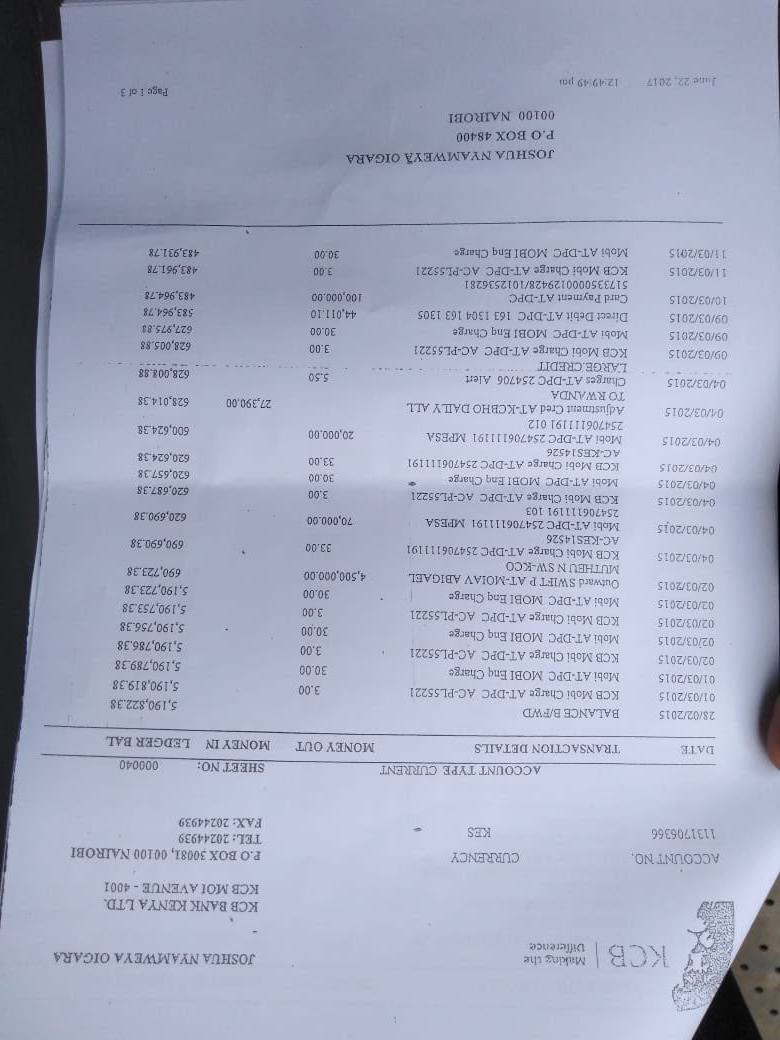 KCB | Making the
Difference
JOSHUA NYAMWEYA OIGARA
KCB BANK KENYA LTD.
KCB MOI AVENUE - 4001
P.O BOX 30081, 00100 NAIROBI
TEL: 20244939
FAX: 20244939
ACCOUNT NO. CURRENCY
1131706366 KES
ACCOUNT TYPE CURRENT SHEET NO: 000040
DATE TRANSACTION DETAILS MONEY OUT MONEY IN LEDGER BAL
28/02/2015 BALANCE B/FWD 5,190,822.38
01/03/2015 KCB Mobi Charge AT-DPC AC-PL55221 3.00 5,190,819.38
01/03/2015 Mobi AT-DPC MOBI Enq Charge 30.00 5,190,789.38
02/03/2015 KCB Mobi Charge AT-DPC AC-PL55221 3.00 5,190,786.38
02/03/2015 Mobi AT-DPC MOBI Enq Charge 30.00 5,190,756.38
02/03/2015 KCB Mobi Charge AT-DPC AC-PL55221 3.00 5,190,753.38
02/03/2015 Mobi AT-DPC MOBI Enq Charge 30.00 5,190,723.38
02/03/2015 Outward SWIFT P AT-MOIAV ABIGAEL 4,500,000.00 690,723.38
MUTHEU N SW-KCO
04/03/2015 KCB Mobi Charge AT-DPC 254706111191 33.00 690,690.38
AC-KES14526
04/03/2015 Mobi AT-DPC 254706111191 MPESA 70,000.00 620,690.38
254706111191 103
04/03/2015 KCB Mobi Charge AT-DPC AC-PL55221 3.00 620,687.38
04/03/2015 Mobi AT-DPC MOBI Enq Charge 30.00 620,657.38
04/03/2015 KCB Mobi Charge AT-DPC 254706111191 33.00 620,624.38
AC-KES14526
04/03/2015 Mobi AT-DPC 254706111191 MPESA 20,000.00 600,624.38
254706111191 012
04/03/2015 Adjustment Cred AT-KCBHO DAILY ALL 27,390.00 628,014.38
TO RWANDA
04/03/2015 Charges AT-DPC 254706 Alert 5.50 628,008.88
LARGE.CREDIT
09/03/2015 KCB Mobi Charge AT-DPC AC-PL55221 3.00 628,005.88
09/03/2015 Mobi AT-DPC MOBI Enq Charge 30.00 627,975.88
09/03/2015 Direct Debit AT-DPC 163 1304 163 1305 44,011.10 583,964.78
10/03/2015 Card Payment AT-DPC 100,000.00 483,964.78
5173350000129428/1012536281
11/03/2015 KCB Mobi Charge AT-DPC AC-PL55221 3.00 483,961.78
11/03/2015 Mobi AT-DPC MOBI Enq Charge 30.00 483,931.78
JOSHUA NYAMWEYA OIGARA
P.O BOX 48400
00100 NAIROBI
June 22, 2017 12:49:49 pm Page 1 of 3